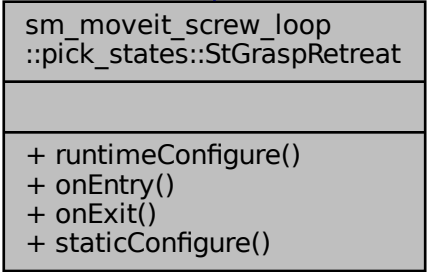 sm_moveit_screw_loop
::pick_states::StGraspRetreat
+ runtimeConfigure()
+ onEntry()
+ onExit()
+ staticConfigure()